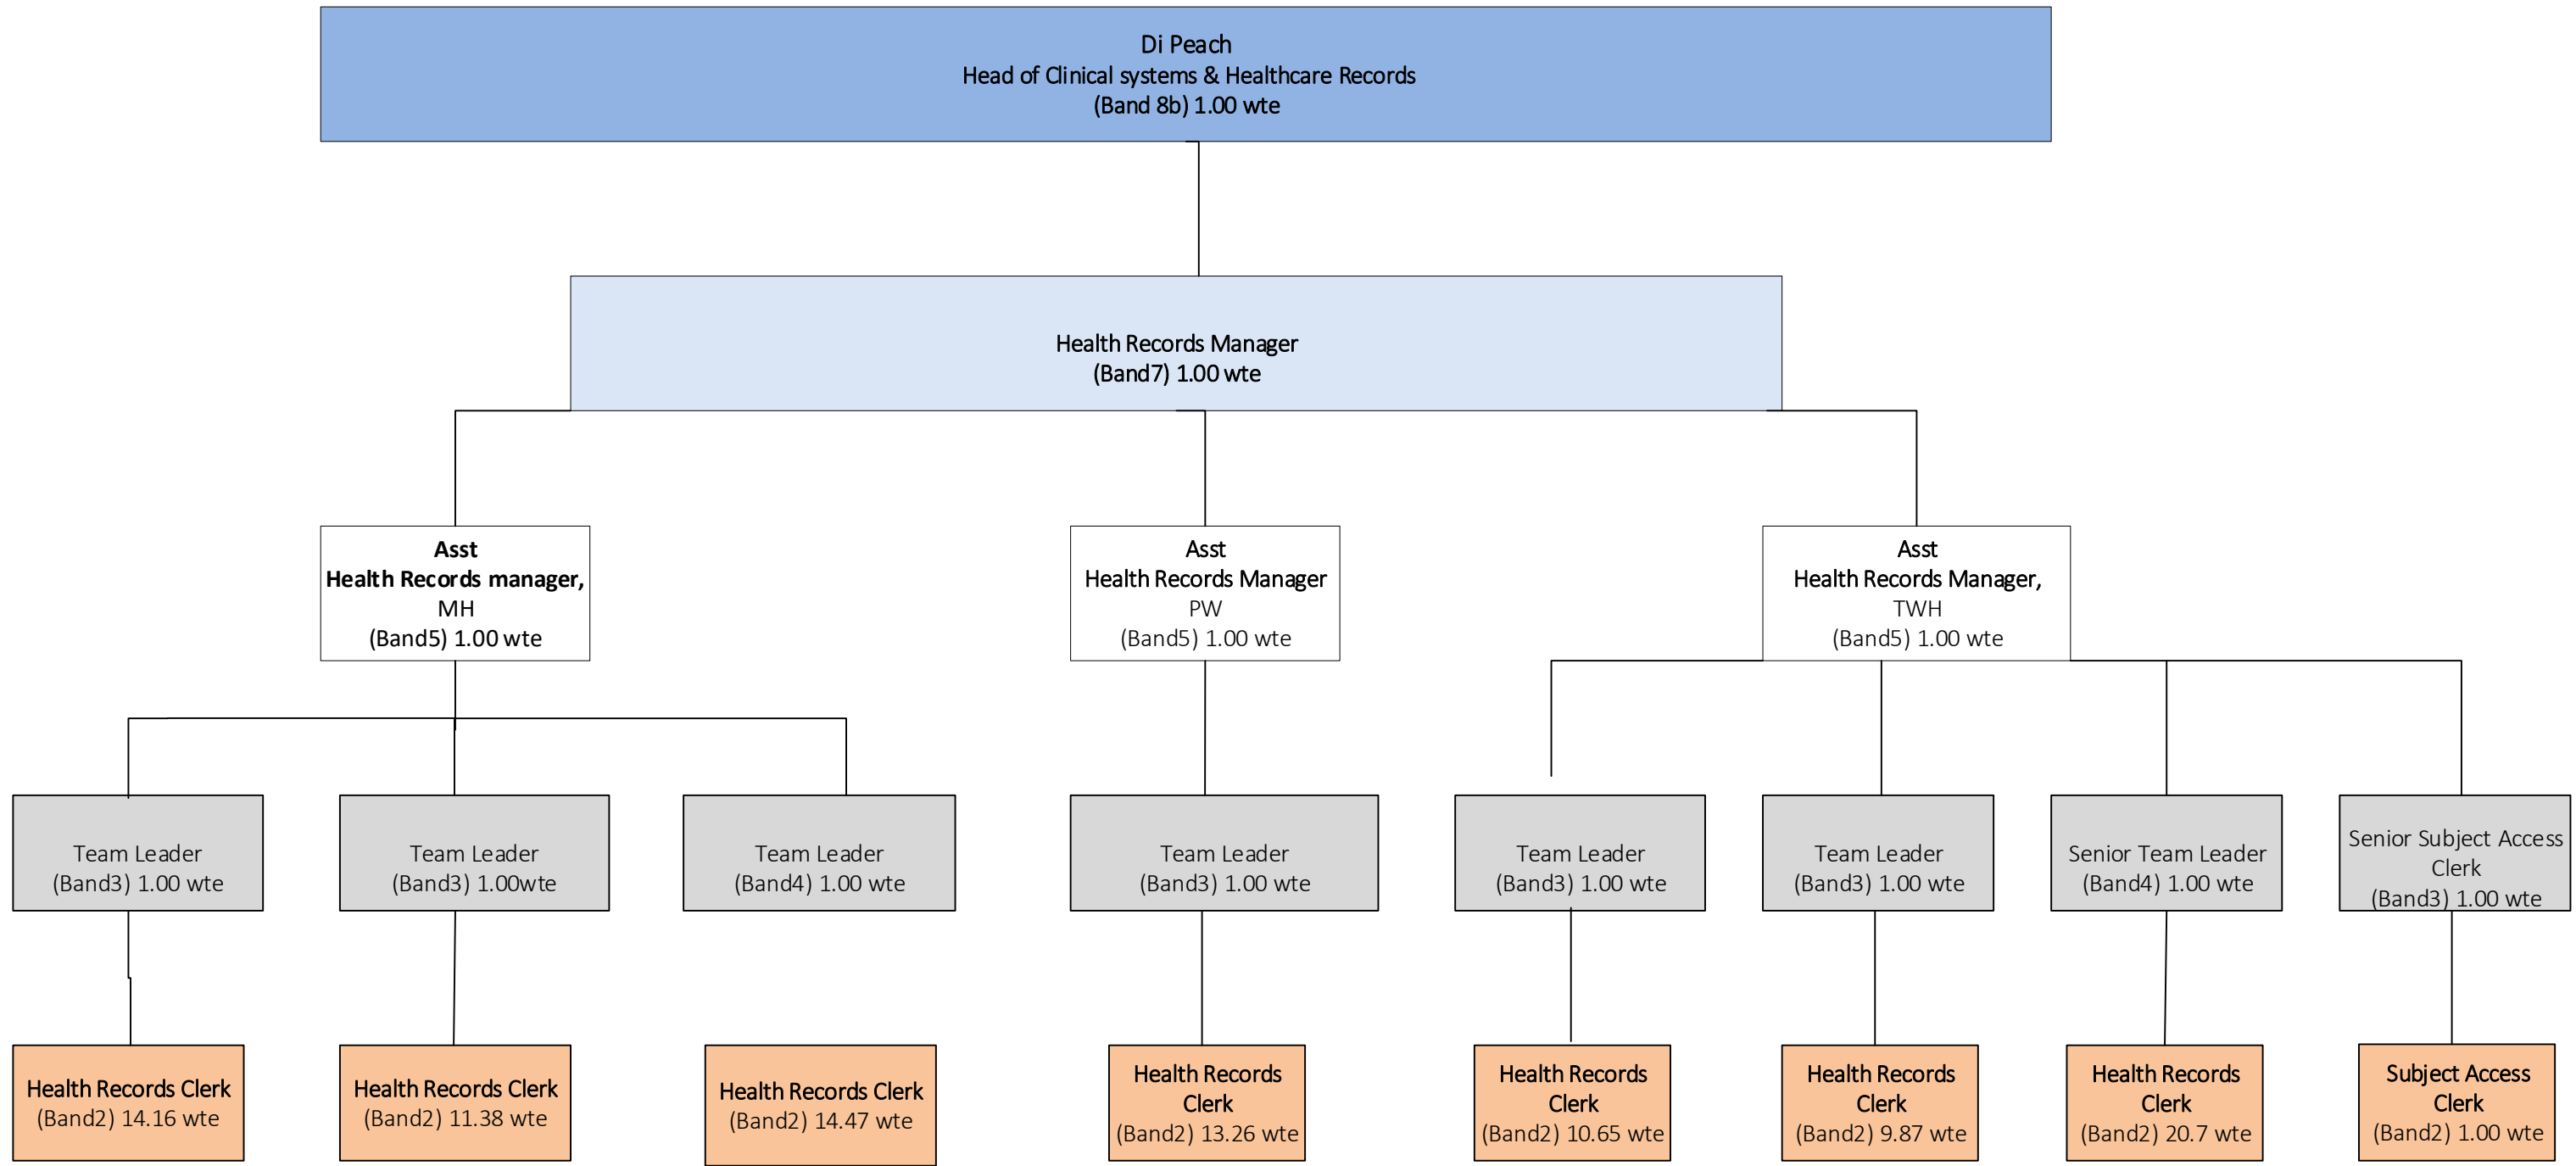 Di Peach
Head of Clinical systems & Healthcare Records
(Band 8b) 1.00 wte
Health Records Manager
(Band7) 1.00 wte
Asst
Health Records manager,
MH
(Band5) 1.00 wte
Asst
Health Records Manager
PW
(Band5) 1.00 wte
Asst
Health Records Manager,
TWH
(Band5) 1.00 wte
Team Leader
(Band3) 1.00 wte
Team Leader
(Band3) 1.00wte
Team Leader
(Band4) 1.00 wte
Team Leader
(Band3) 1.00 wte
Team Leader
(Band3) 1.00 wte
Team Leader
(Band3) 1.00 wte
Senior Team Leader
(Band4) 1.00 wte
Senior Subject Access
Clerk
(Band3) 1.00 wte
Health Records Clerk
(Band2) 14.16 wte
Health Records Clerk
(Band2) 11.38 wte
Health Records Clerk
(Band2) 14.47 wte
Health Records
Clerk
(Band2) 13.26 wte
Health Records
Clerk
(Band2) 10.65 wte
Health Records
Clerk
(Band2) 9.87 wte
Health Records
Clerk
(Band2) 20.7 wte
Subject Access
Clerk
(Band2) 1.00 wte